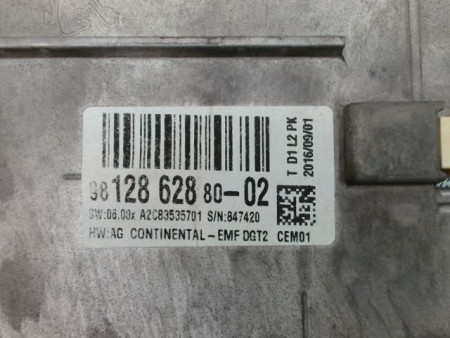 98 128 628 80-02
SW:06.00x A2C83535701 S/N:847420
HW:AG CONTINENTAL-EMF DGT2 CEM01
T D1 L2 PK
2016/09/01